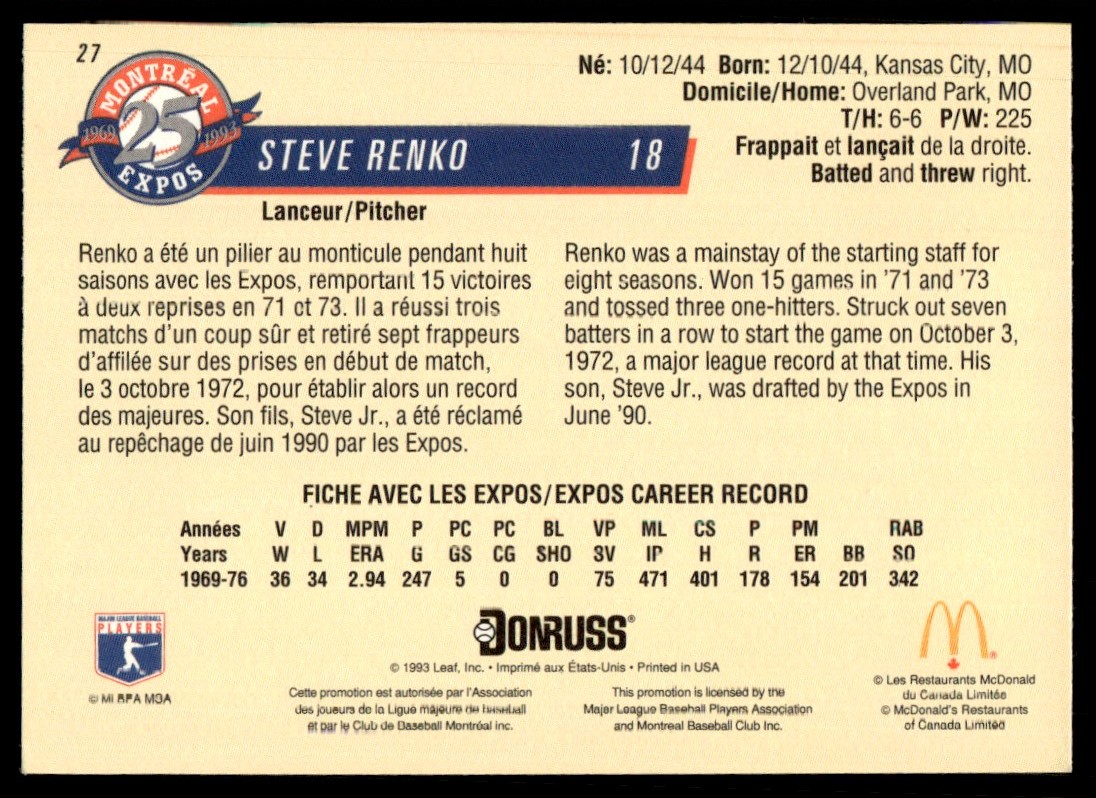 27
MONTRÉAL
1969 25 1993
EXPOS
STEVE RENKO 18
Lanceur/Pitcher
Né: 10/12/44 Born: 12/10/44, Kansas City, MO
Domicile/Home: Overland Park, MO
T/H: 6-6 P/W: 225
Frappait et lançait de la droite.
Batted and threw right.
Renko a été un pilier au monticule pendant huit
saisons avec les Expos, remportant 15 victoires
à deux reprises en 71 et 73. Il a réussi trois
matchs d'un coup sûr et retiré sept frappeurs
d'affilée sur des prises en début de match,
le 3 octobre 1972, pour établir alors un record
des majeures. Son fils, Steve Jr., a été réclamé
au repêchage de juin 1990 par les Expos.
Renko was a mainstay of the starting staff for
eight seasons. Won 15 games in '71 and '73
and tossed three one-hitters. Struck out seven
batters in a row to start the game on October 3,
1972, a major league record at that time. His
son, Steve Jr., was drafted by the Expos in
June '90.
FICHE AVEC LES EXPOS/EXPOS CAREER RECORD
Années V D MPM P PC PC BL VP ML CS P PM RAB
Years W L ERA G GS CG SHO SV IP H R ER BB SO
1969-76 36 34 2.94 247 5 0 0 75 471 401 178 154 201 342
MAJOR LEAGUE BASEBALL
PLAYERS
© MLBPA MSA
DONRUSS®
© 1993 Leaf, Inc. • Imprimé aux États-Unis • Printed in USA
Cette promotion est autorisée par l'Association
des joueurs de la Ligue majeure de baseball
et par le Club de Baseball Montréal inc.
This promotion is licensed by the
Major League Baseball Players Association
and Montreal Baseball Club Inc.
®
© Les Restaurants McDonald
du Canada Limitée
© McDonald's Restaurants
of Canada Limited